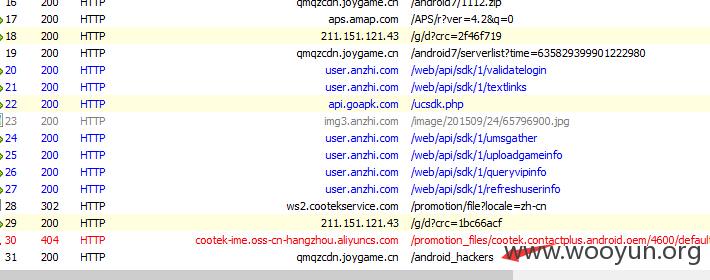 16 200 HTTP qmqzcdn.joygame.cn /android7/1112.zip
17 200 HTTP aps.amap.com /APS/r?ver=4.2&q=0
18 200 HTTP 211.151.121.43 /g/d?crc=2f46f719
19 200 HTTP qmqzcdn.joygame.cn /android7/serverlist?time=635829399901222980
20 200 HTTP user.anzhi.com /web/api/sdk/1/validatelogin
21 200 HTTP user.anzhi.com /web/api/sdk/1/textlinks
22 200 HTTP api.goapk.com /ucsdk.php
23 200 HTTP img3.anzhi.com /image/201509/24/65796900.jpg
24 200 HTTP user.anzhi.com /web/api/sdk/1/umsgather
25 200 HTTP user.anzhi.com /web/api/sdk/1/uploadgameinfo
26 200 HTTP user.anzhi.com /web/api/sdk/1/queryvipinfo
27 200 HTTP user.anzhi.com /web/api/sdk/1/refreshuserinfo
28 302 HTTP ws2.cootekservice.com /promotion/file?locale=zh-cn
29 200 HTTP 211.151.121.43 /g/d?crc=1bc66acf
30 404 HTTP cootek-ime.oss-cn-hangzhou.aliyuncs.com /promotion_files/cootek.contactplus.android.oem/4600/default
31 200 HTTP qmqzcdn.joygame.cn /android_hackers
www.wooyun.org